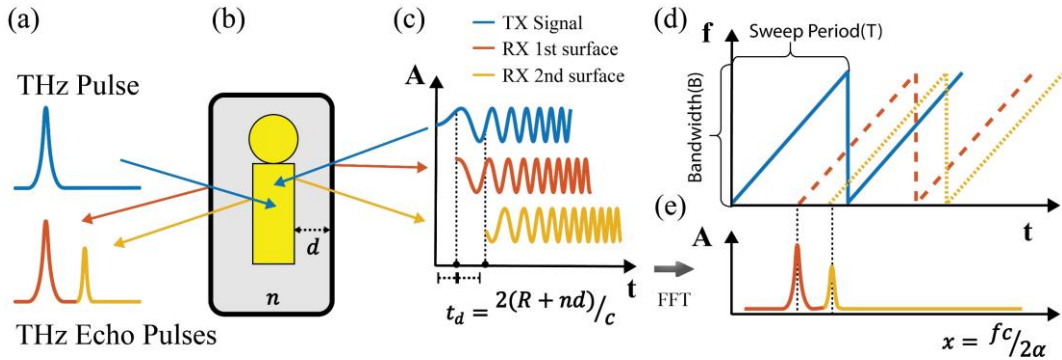 (a)
(b)
(c)
(d)
TX Signal
RX 1st surface
RX 2nd surface
THz Pulse
THz Echo Pulses
d
n
A
t
t_d = 2(R + nd)/c
FFT
f
Sweep Period(T)
Bandwidth(B)
t
(e)
A
t
x = fc/2α